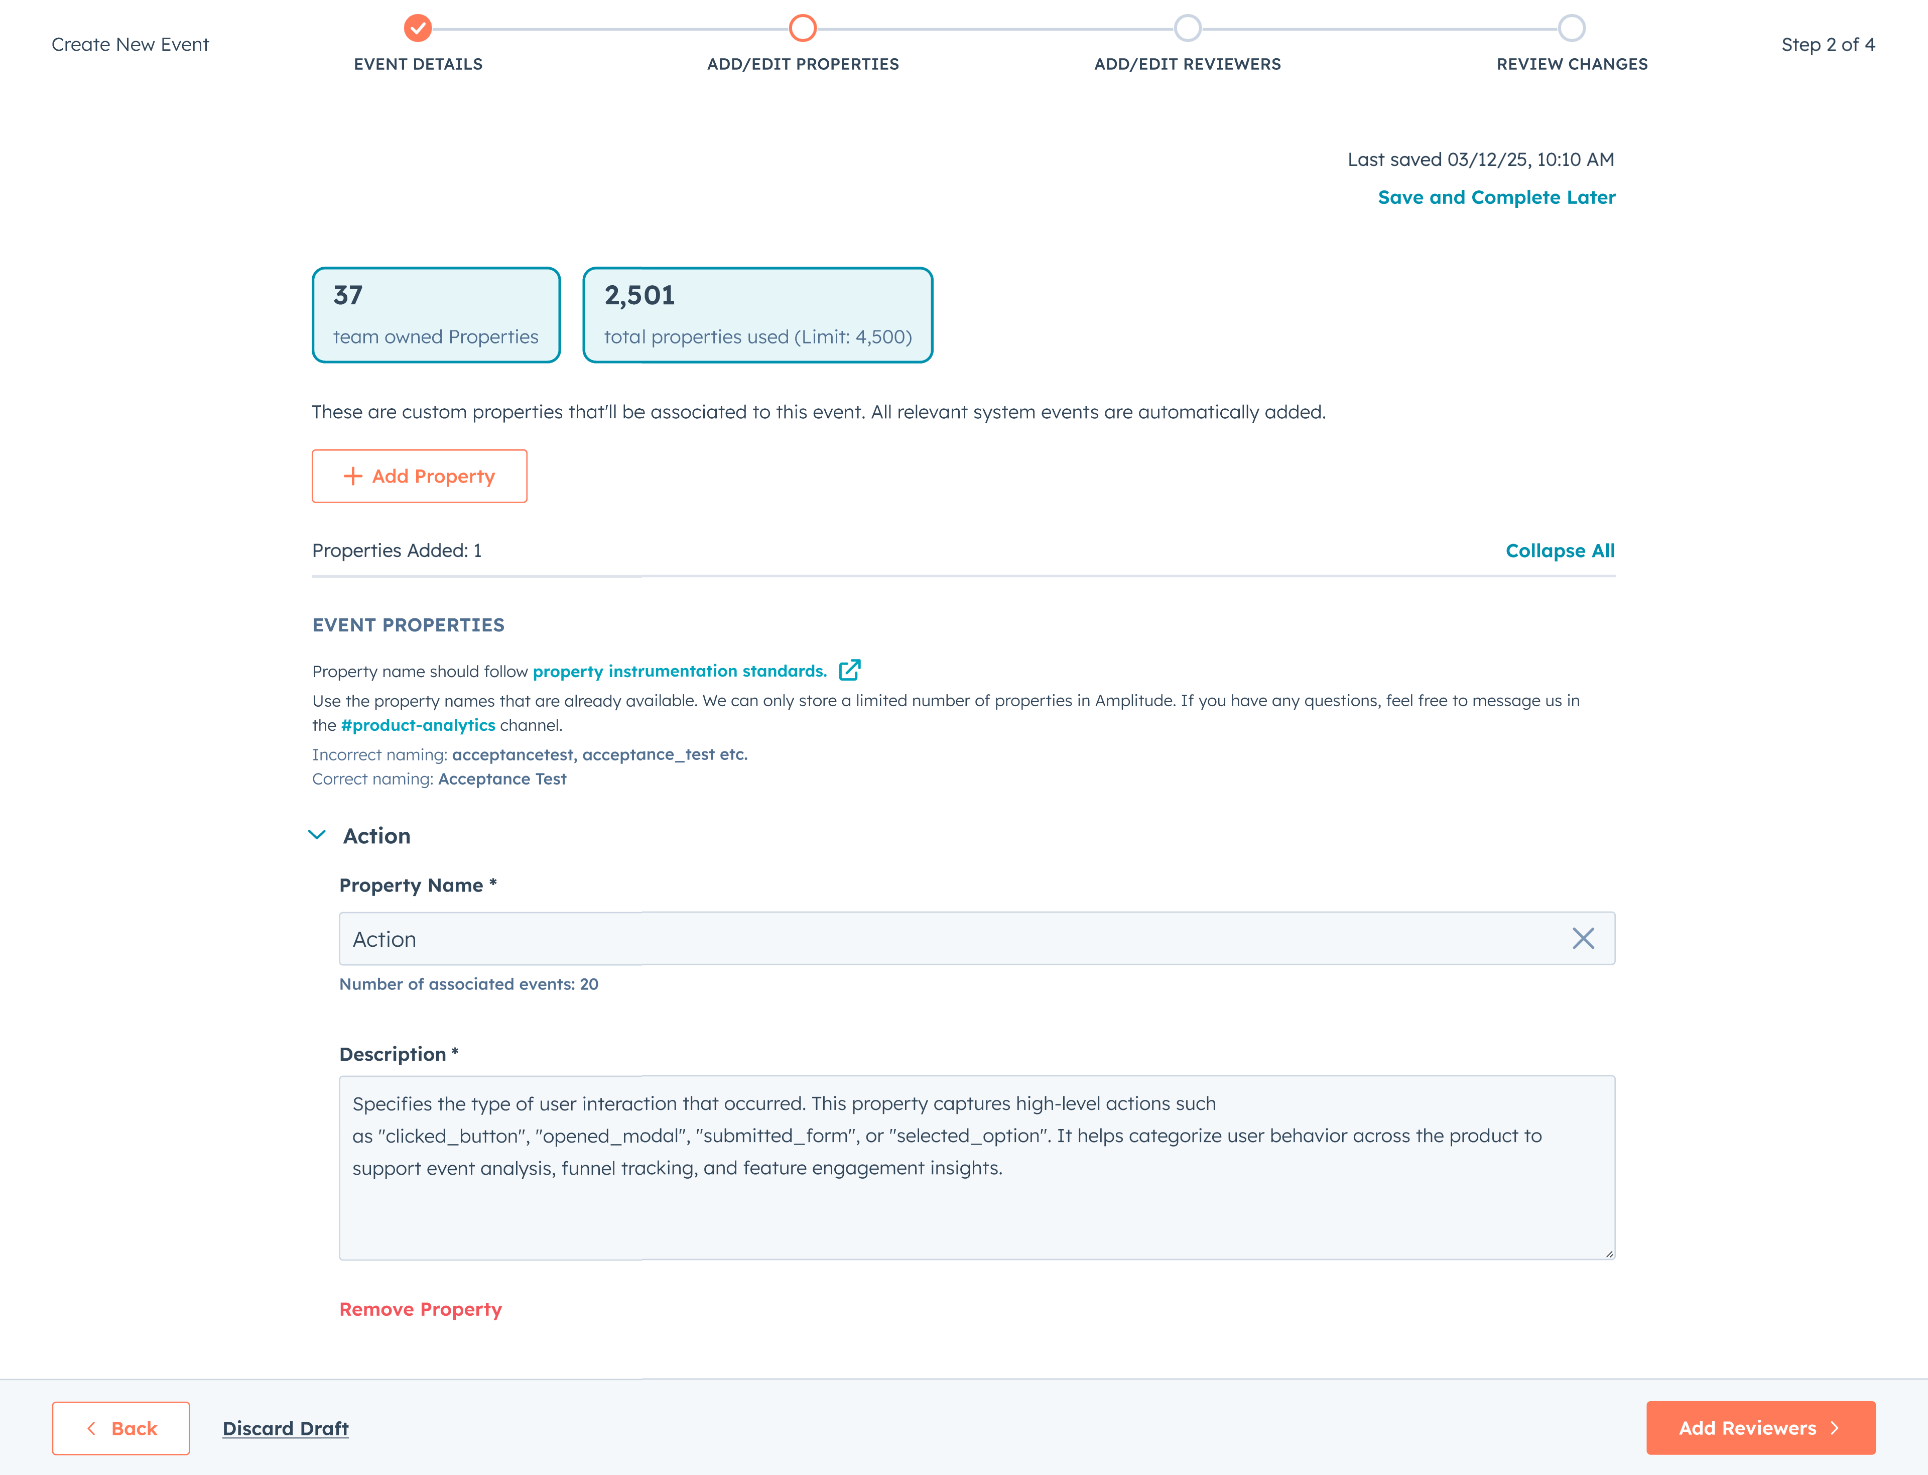 Create New Event
EVENT DETAILS
ADD/EDIT PROPERTIES
ADD/EDIT REVIEWERS
REVIEW CHANGES
Step 2 of 4
Last saved 03/12/25, 10:10 AM
Save and Complete Later
37
team owned Properties
2,501
total properties used (Limit: 4,500)
These are custom properties that'll be associated to this event. All relevant system events are automatically added.
Add Property
Properties Added: 1
Collapse All
EVENT PROPERTIES
Property name should follow property instrumentation standards.
Use the property names that are already available. We can only store a limited number of properties in Amplitude. If you have any questions, feel free to message us in
the #product-analytics channel.
Incorrect naming: acceptancetest, acceptance_test etc.
Correct naming: Acceptance Test
Action
Property Name *
Action
Number of associated events: 20
Description *
Specifies the type of user interaction that occurred. This property captures high-level actions such
as "clicked_button", "opened_modal", "submitted_form", or "selected_option". It helps categorize user behavior across the product to
support event analysis, funnel tracking, and feature engagement insights.
Remove Property
Back
Discard Draft
Add Reviewers